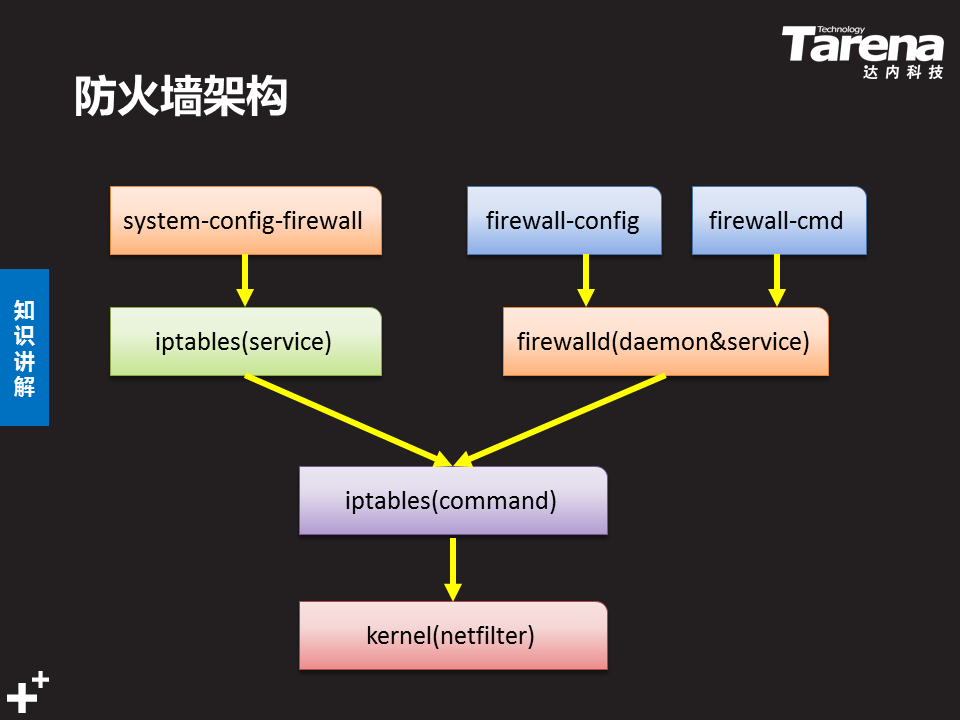 Technology
Tarena
达内科技
防火墙架构
system-config-firewall
firewall-config
firewall-cmd
知识讲解
iptables(service)
firewalld(daemon&service)
iptables(command)
kernel(netfilter)